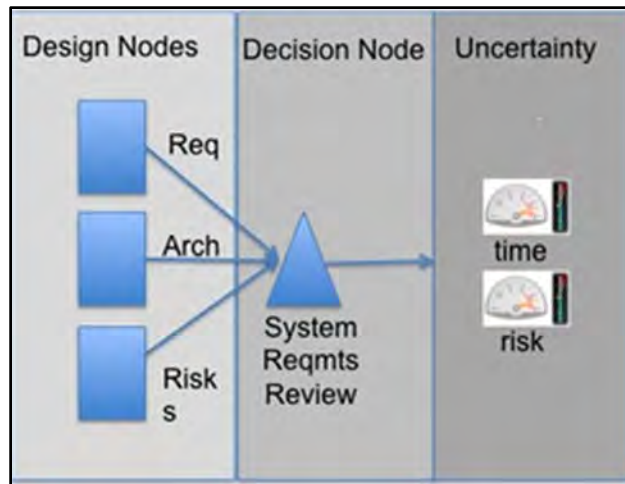 Design Nodes
Decision Node
Uncertainty
Req
Arch
Risk
s
System
Reqmts
Review
time
risk